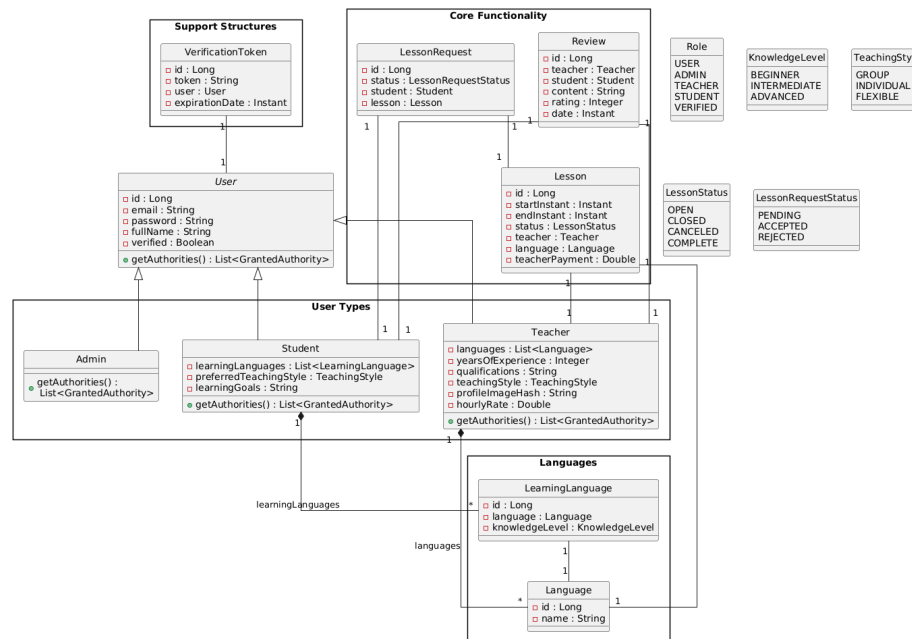 Support Structures
VerificationToken
id : Long
token : String
user : User
expirationDate : Instant
1
1
Core Functionality
LessonRequest
id : Long
status : LessonRequestStatus
student : Student
lesson : Lesson
1
1
Review
id : Long
teacher : Teacher
student : Student
content : String
rating : Integer
date : Instant
1
1
1
Lesson
id : Long
startInstant : Instant
endInstant : Instant
status : LessonStatus
teacher : Teacher
language : Language
teacherPayment : Double
1
1
Role
USER
ADMIN
TEACHER
STUDENT
VERIFIED
KnowledgeLevel
BEGINNER
INTERMEDIATE
ADVANCED
TeachingSty
GROUP
INDIVIDUAL
FLEXIBLE
LessonStatus
OPEN
CLOSED
CANCELED
COMPLETE
LessonRequestStatus
PENDING
ACCEPTED
REJECTED
User
id : Long
email : String
password : String
fullName : String
verified : Boolean
getAuthorities() : List<GrantedAuthority>
User Types
1
1
1
1
Admin
getAuthorities() :
List<GrantedAuthority>
Student
learningLanguages : List<LearningLanguage>
preferredTeachingStyle : TeachingStyle
learningGoals : String
getAuthorities() : List<GrantedAuthority>
1
Teacher
languages : List<Language>
yearsOfExperience : Integer
qualifications : String
teachingStyle : TeachingStyle
profileImageHash : String
hourlyRate : Double
getAuthorities() : List<GrantedAuthority>
1
Languages
LearningLanguage
id : Long
language : Language
knowledgeLevel : KnowledgeLevel
learningLanguages
*
languages
1
1
Language
id : Long
name : String
*
1